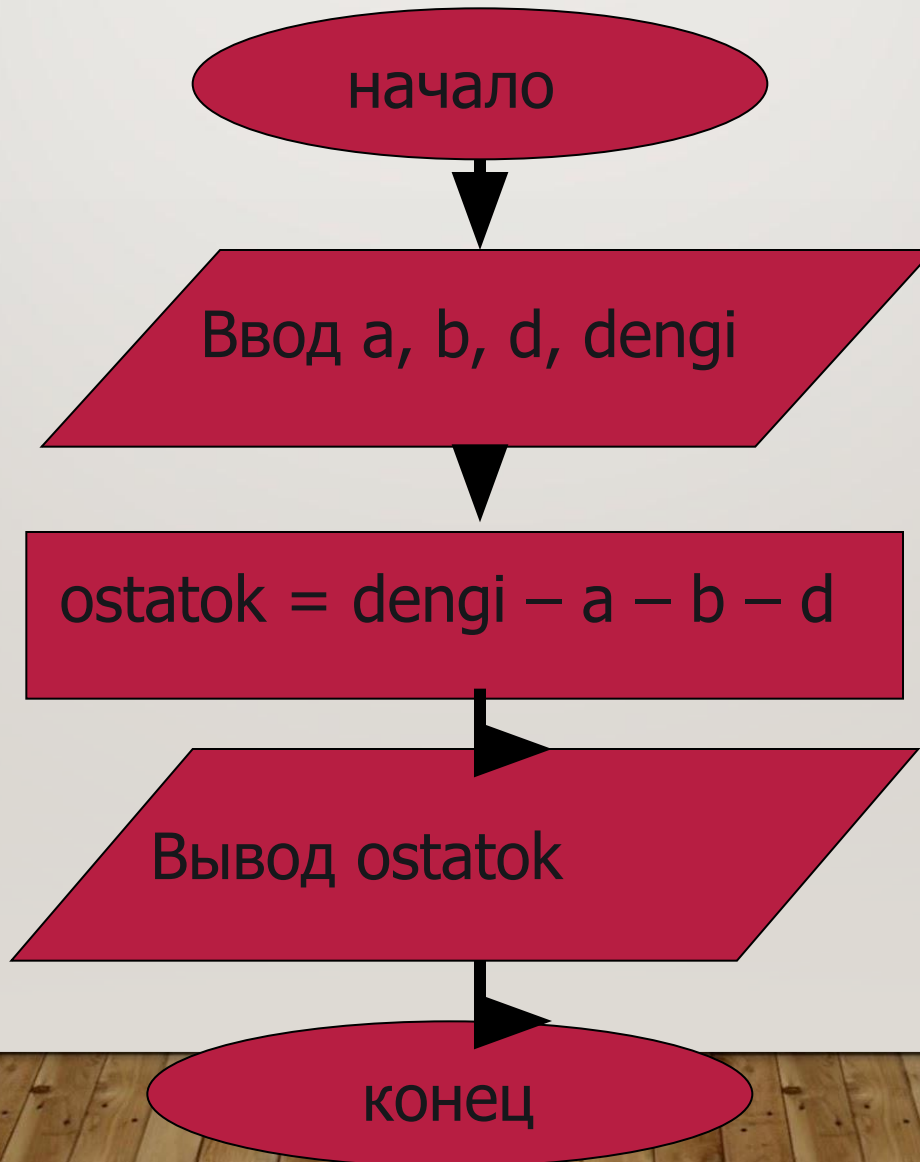 начало
Ввод a, b, d, dengi
ostatok = dengi – a – b – d
Вывод ostatok
конец